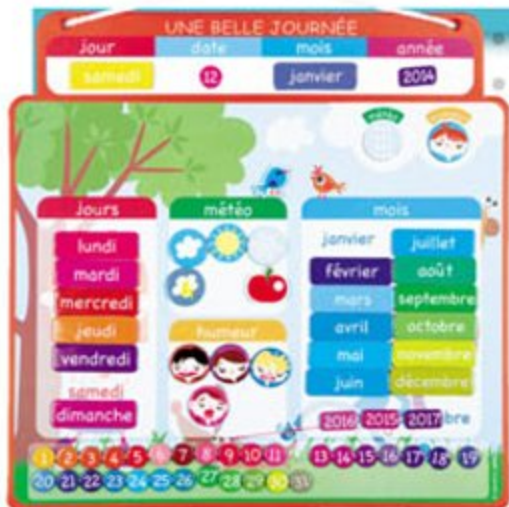 UNE BELLE JOURNÉE
jour date mois année
samedi 12 janvier 2014
météo
jours
lundi
mardi
mercredi
jeudi
vendredi
samedi
dimanche
météo
humeur
mois
janvier juillet
février août
mars septembre
avril octobre
mai novembre
juin décembre
2016 2015 2017 bre
1 2 3 4 5 6 7 8 9 10 11 13 14 15 16 17 18 19
20 21 22 23 24 25 26 27 28 29 30 31